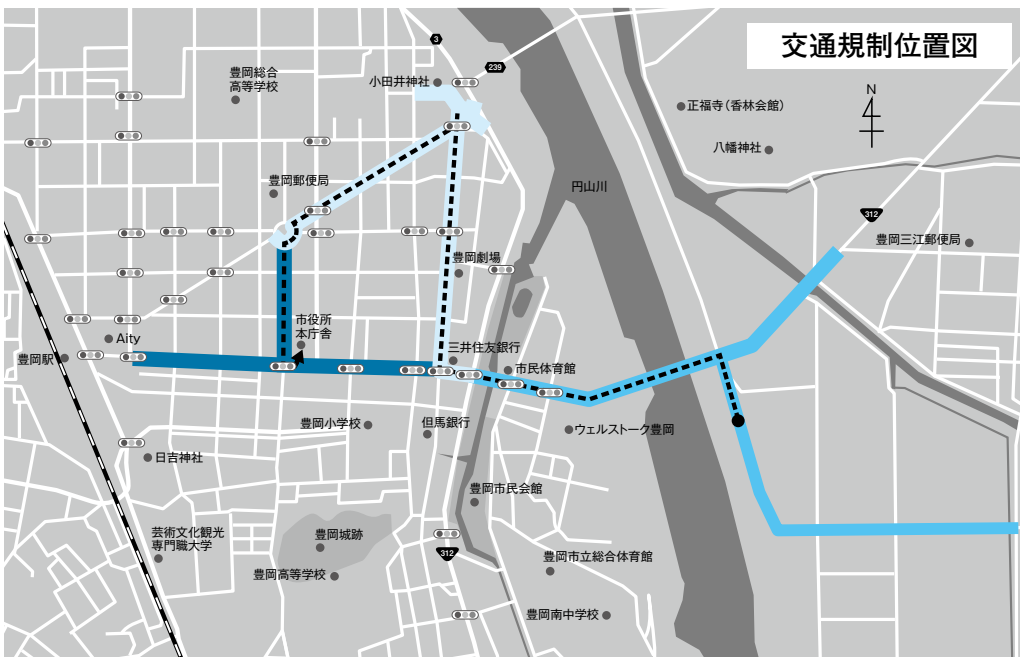 交通規制位置図
N
3
239
小田井神社
豊岡総合
高等学校
正福寺(香林会館)
八幡神社
豊岡郵便局
円山川
312
豊岡三江郵便局
豊岡劇場
市役所
本庁舎
Aity
豊岡駅
三井住友銀行
市民体育館
豊岡小学校
但馬銀行
ウェルストーク豊岡
日吉神社
豊岡市民会館
芸術文化観光
専門職大学
豊岡城跡
312
豊岡市立総合体育館
豊岡高等学校
豊岡南中学校